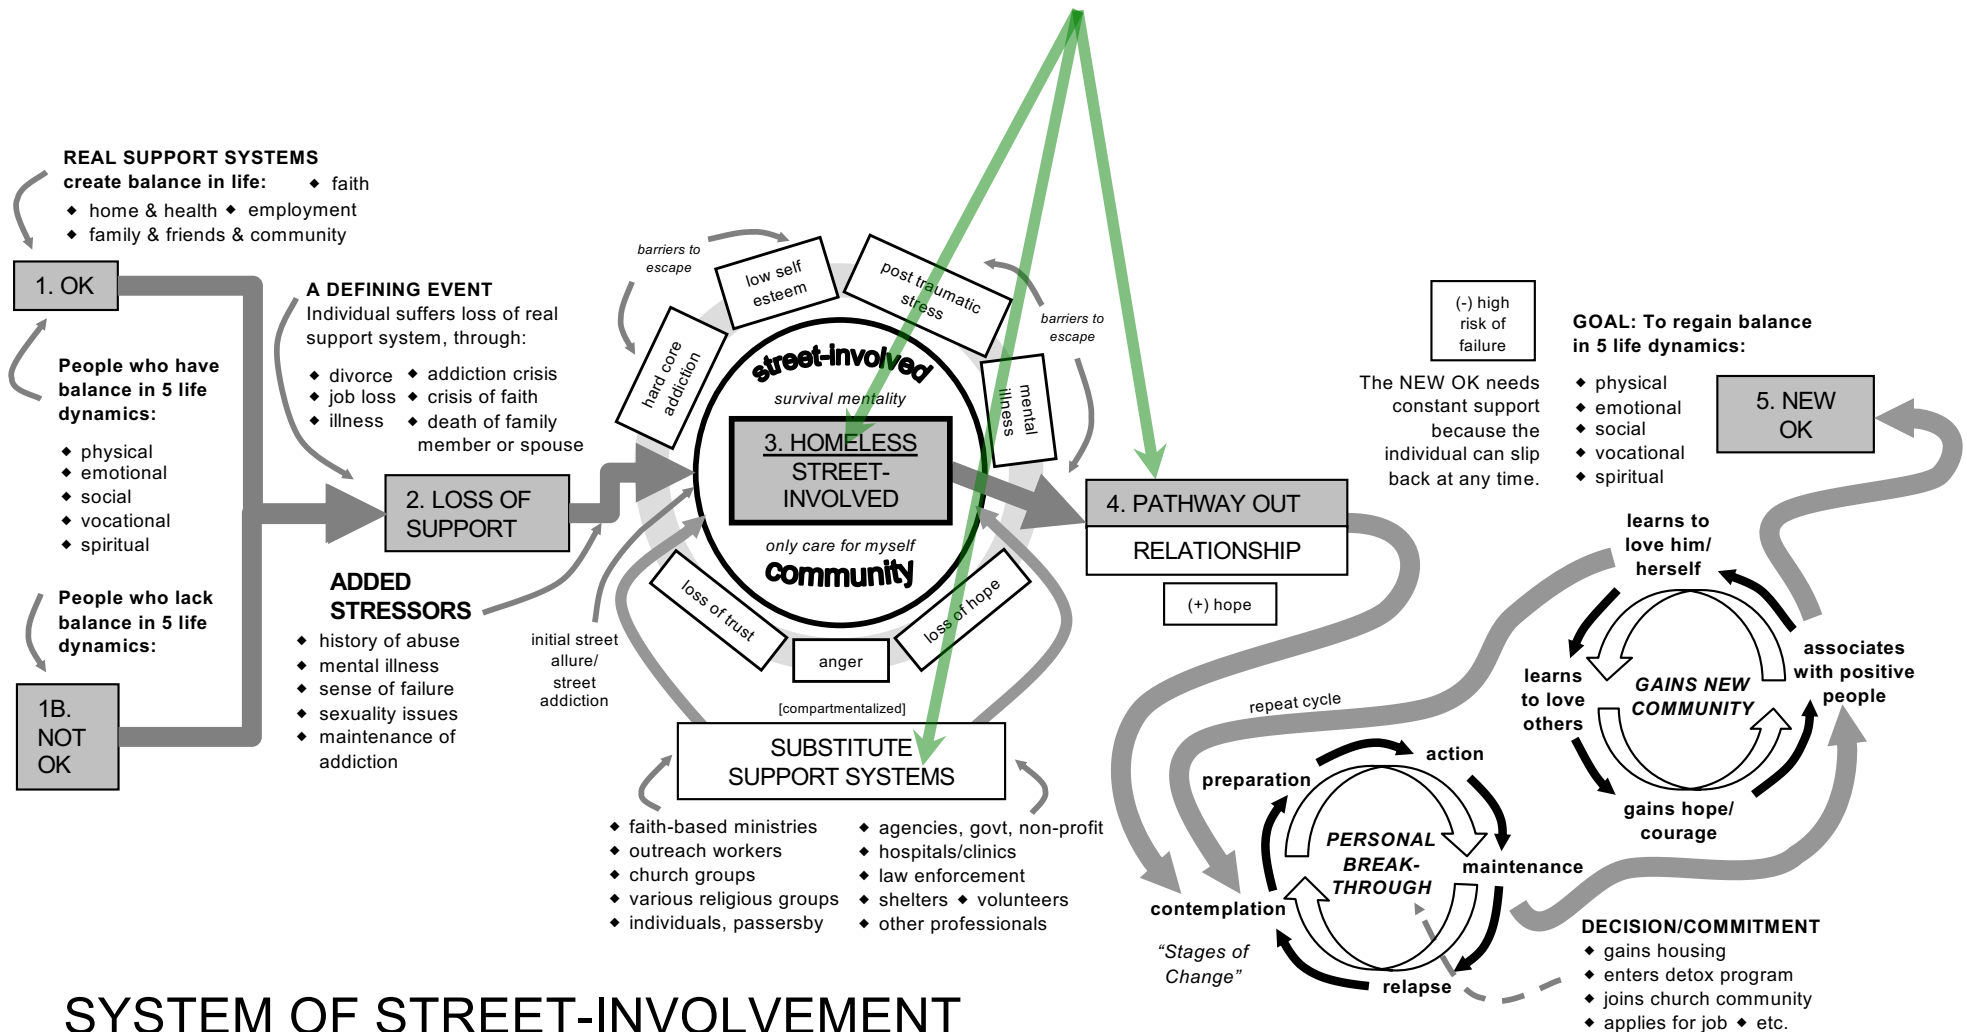 REAL SUPPORT SYSTEMS
create balance in life: ◆ faith
◆ home & health ◆ employment
◆ family & friends & community
1. OK
People who have
balance in 5 life
dynamics:
◆ physical
◆ emotional
◆ social
◆ vocational
◆ spiritual
People who lack
balance in 5 life
dynamics:
1B.
NOT
OK
A DEFINING EVENT
Individual suffers loss of real
support system, through:
◆ divorce ◆ addiction crisis
◆ job loss ◆ crisis of faith
◆ illness ◆ death of family
member or spouse
2. LOSS OF
SUPPORT
ADDED
STRESSORS
◆ history of abuse
◆ mental illness
◆ sense of failure
◆ sexuality issues
◆ maintenance of
addiction
initial street
allure/
street
addiction
barriers to
escape
hard core
addiction
low self
esteem
post traumatic
stress
mental
illness
barriers to
escape
street-involved
survival mentality
3. HOMELESS
STREET-
INVOLVED
only care for myself
community
loss of trust
anger
loss of hope
[compartmentalized]
SUBSTITUTE
SUPPORT SYSTEMS
◆ faith-based ministries
◆ outreach workers
◆ church groups
◆ various religious groups
◆ individuals, passersby
◆ agencies, govt, non-profit
◆ hospitals/clinics
◆ law enforcement
◆ shelters ◆ volunteers
◆ other professionals
4. PATHWAY OUT
RELATIONSHIP
(+) hope
(-) high
risk of
failure
The NEW OK needs
constant support
because the
individual can slip
back at any time.
GOAL: To regain balance
in 5 life dynamics:
◆ physical
◆ emotional
◆ social
◆ vocational
◆ spiritual
5. NEW
OK
learns to
love him/
herself
associates
with positive
people
learns
to love
others
GAINS NEW
COMMUNITY
gains hope/
courage
repeat cycle
action
preparation
PERSONAL
BREAK-
THROUGH
maintenance
contemplation
relapse
"Stages of
Change"
DECISION/COMMITMENT
◆ gains housing
◆ enters detox program
◆ joins church community
◆ applies for job ◆ etc.
SYSTEM OF STREET-INVOLVEMENT